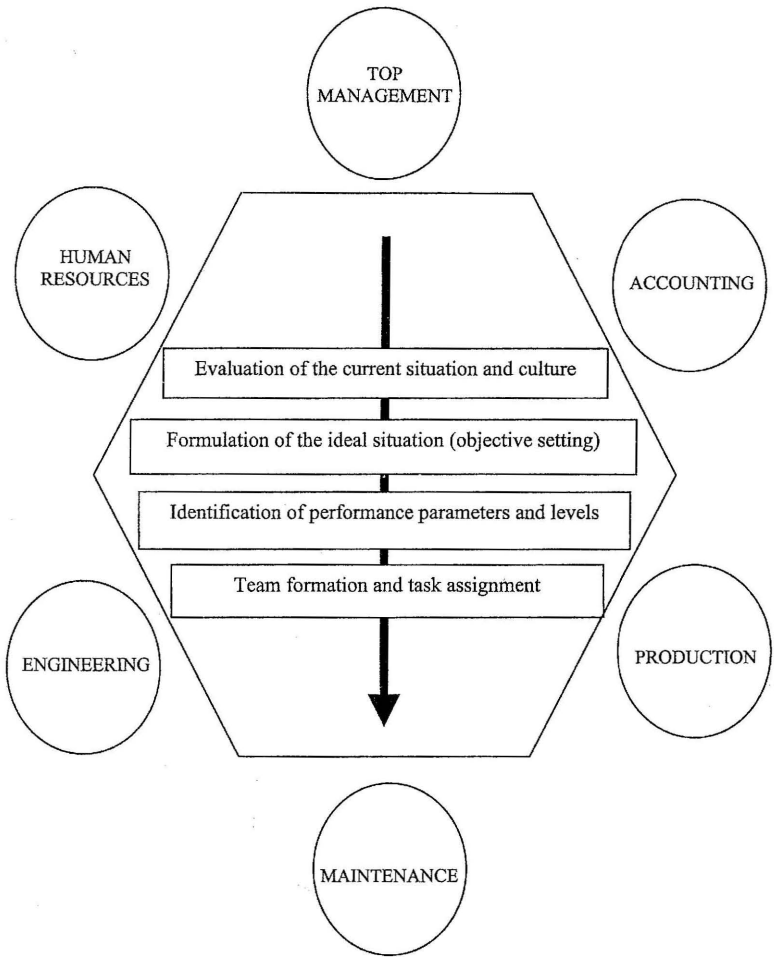 TOP
MANAGEMENT
HUMAN
RESOURCES
ACCOUNTING
Evaluation of the current situation and culture
Formulation of the ideal situation (objective setting)
Identification of performance parameters and levels
Team formation and task assignment
ENGINEERING
PRODUCTION
MAINTENANCE